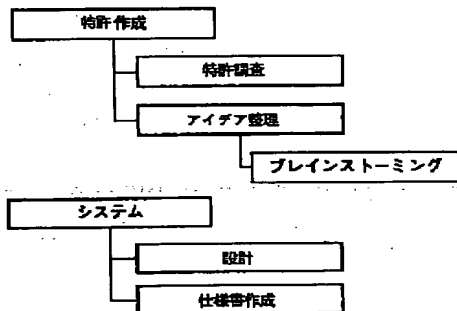 特許作成
特許調査
アイデア整理
ブレインストーミング
システム
設計
仕様書作成